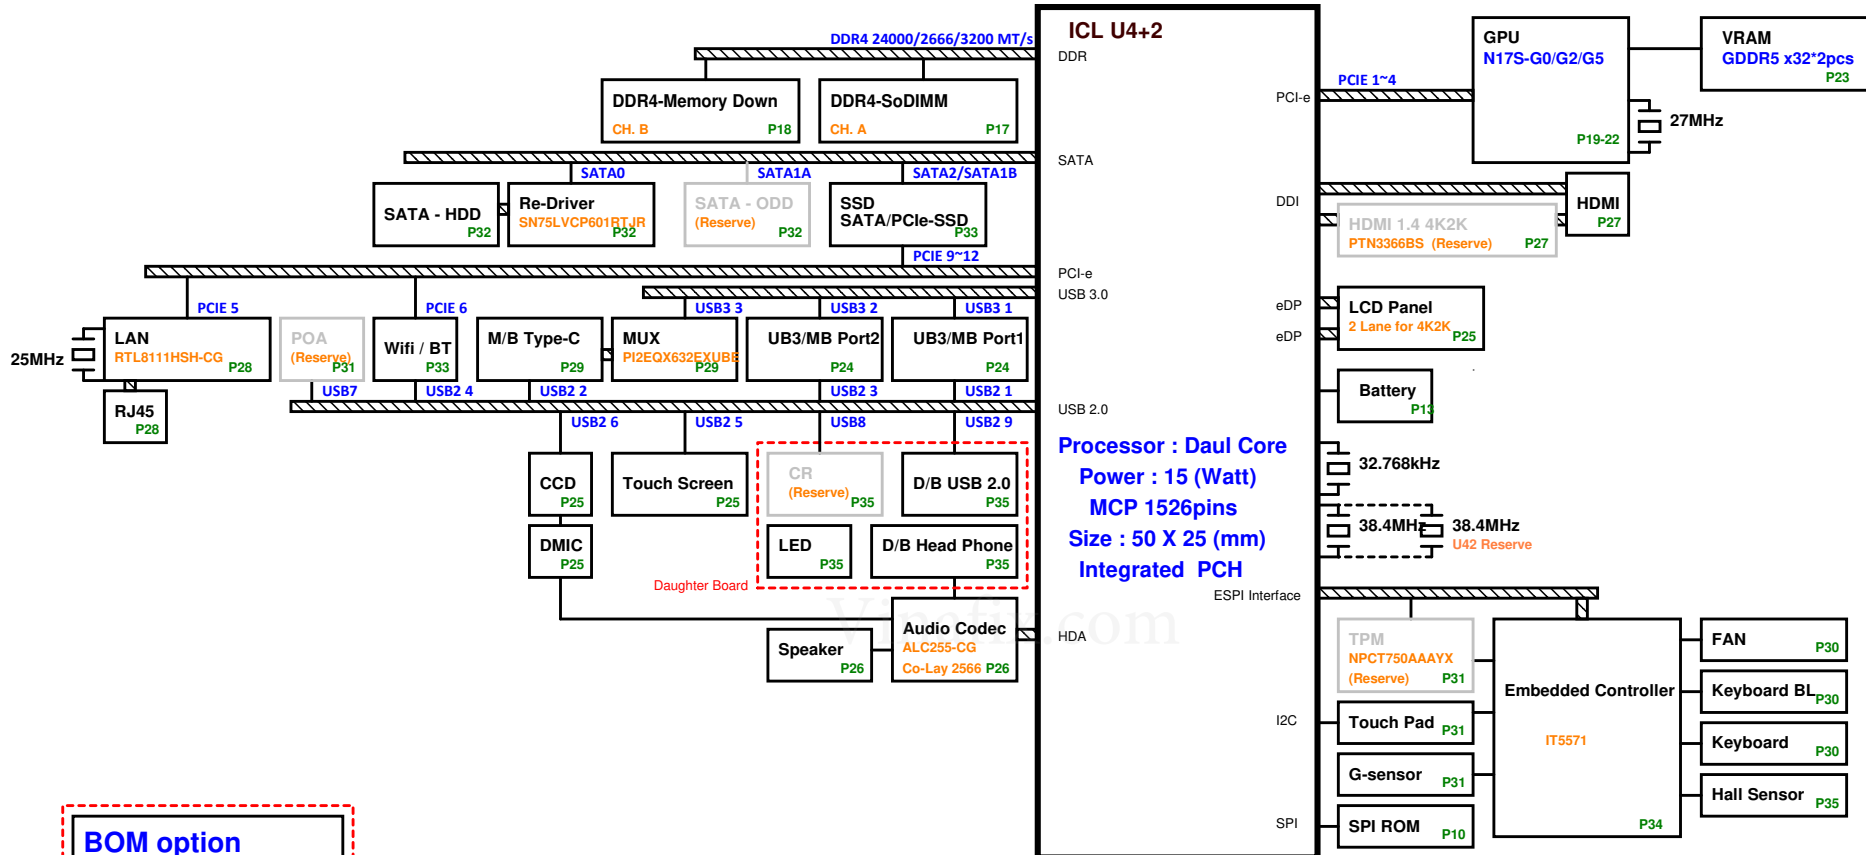 ICL U4+2
DDR4 24000/2666/3200 MT/s
DDR
DDR4-Memory Down
CH. B
P18
DDR4-SoDIMM
CH. A
P17
SATA
SATA0
SATA1A
SATA2/SATA1B
SATA - HDD
P32
Re-Driver
SN75LVCP601RTJR
P32
SATA - ODD
(Reserve)
P32
SSD
SATA/PCIe-SSD
P33
PCIE 9~12
PCI-e
USB 3.0
PCIE 5
PCIE 6
USB3 3
USB3 2
USB3 1
25MHz
LAN
RTL8111HSH-CG
P28
POA
(Reserve)
P31
Wifi / BT
P33
M/B Type-C
P29
MUX
PI2EQX632EXUBE
P29
UB3/MB Port2
P24
UB3/MB Port1
P24
RJ45
P28
USB7
USB2 4
USB2 2
USB2 3
USB2 1
USB 2.0
USB2 6
USB2 5
USB8
USB2 9
CCD
P25
Touch Screen
P25
CR
(Reserve)
P35
D/B USB 2.0
P35
DMIC
P25
LED
P35
D/B Head Phone
P35
Daughter Board
Speaker
P26
Audio Codec
ALC255-CG
Co-Lay 2566 P26
HDA
Vinafix.com
Processor : Daul Core
Power : 15 (Watt)
MCP 1526pins
Size : 50 X 25 (mm)
Integrated PCH
PCI-e
PCIE 1~4
GPU
N17S-G0/G2/G5
P19-22
VRAM
GDDR5 x32*2pcs
P23
27MHz
DDI
HDMI 1.4 4K2K
PTN3366BS (Reserve)
P27
HDMI
P27
eDP
eDP
LCD Panel
2 Lane for 4K2K
P25
Battery
P13
32.768kHz
38.4MHz
38.4MHz
U42 Reserve
ESPI Interface
TPM
NPCT750AAAYX
(Reserve)
P31
I2C
Touch Pad
P31
G-sensor
P31
SPI
SPI ROM
P10
Embedded Controller
IT5571
P34
FAN
P30
Keyboard BL
P30
Keyboard
P30
Hall Sensor
P35
BOM option